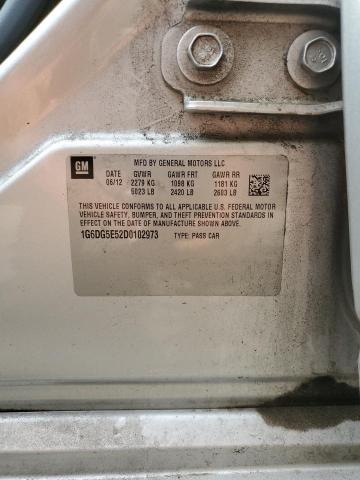 GM
MFD BY GENERAL MOTORS LLC
DATE GVWR GAWR FRT GAWR RR
06/12 2279 KG 1098 KG 1181 KG
5023 LB 2420 LB 2603 LB
THIS VEHICLE CONFORMS TO ALL APPLICABLE U.S. FEDERAL MOTOR
VEHICLE SAFETY, BUMPER, AND THEFT PREVENTION STANDARDS
IN EFFECT ON THE DATE OF MANUFACTURE SHOWN ABOVE.
1G6DG5E52D0102973 TYPE: PASS CAR